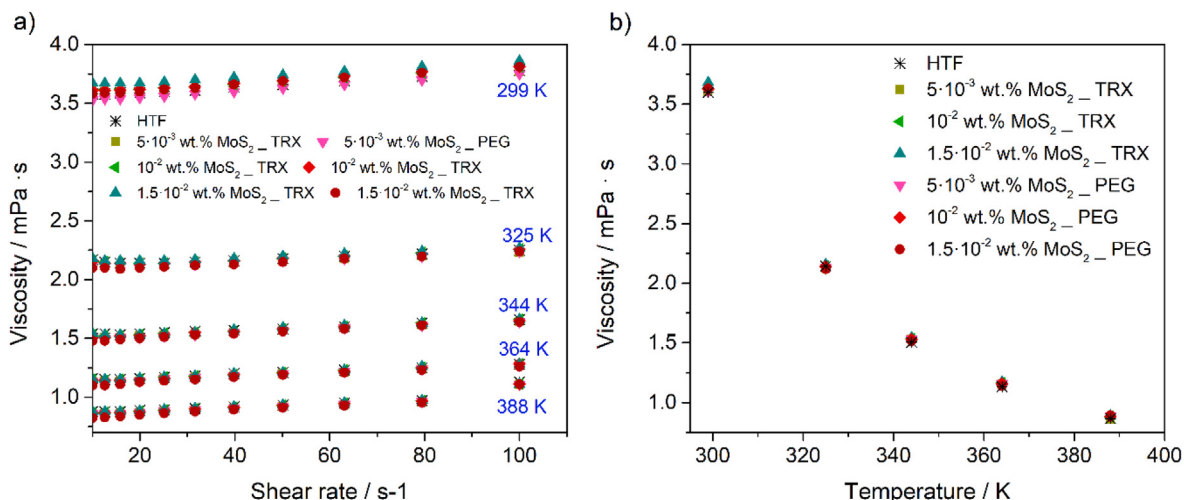 a)
4.0
3.5
3.0
2.5
2.0
1.5
1.0
Viscosity / mPa · s
299 K
HTF
5·10⁻³ wt.% MoS₂_ TRX 5·10⁻³ wt.% MoS₂_ PEG
10⁻² wt.% MoS₂_ TRX 10⁻² wt.% MoS₂_ TRX
1.5·10⁻² wt.% MoS₂_ TRX 1.5·10⁻² wt.% MoS₂_ TRX
325 K
344 K
364 K
388 K
20 40 60 80 100
Shear rate / s-1
b)
4.0
3.5
3.0
2.5
2.0
1.5
1.0
Viscosity / mPa · s
HTF
5·10⁻³ wt.% MoS₂ _ TRX
10⁻² wt.% MoS₂ _ TRX
1.5·10⁻² wt.% MoS₂ _ TRX
5·10⁻³ wt.% MoS₂ _ PEG
10⁻² wt.% MoS₂ _ PEG
1.5·10⁻² wt.% MoS₂ _ PEG
300 320 340 360 380 400
Temperature / K